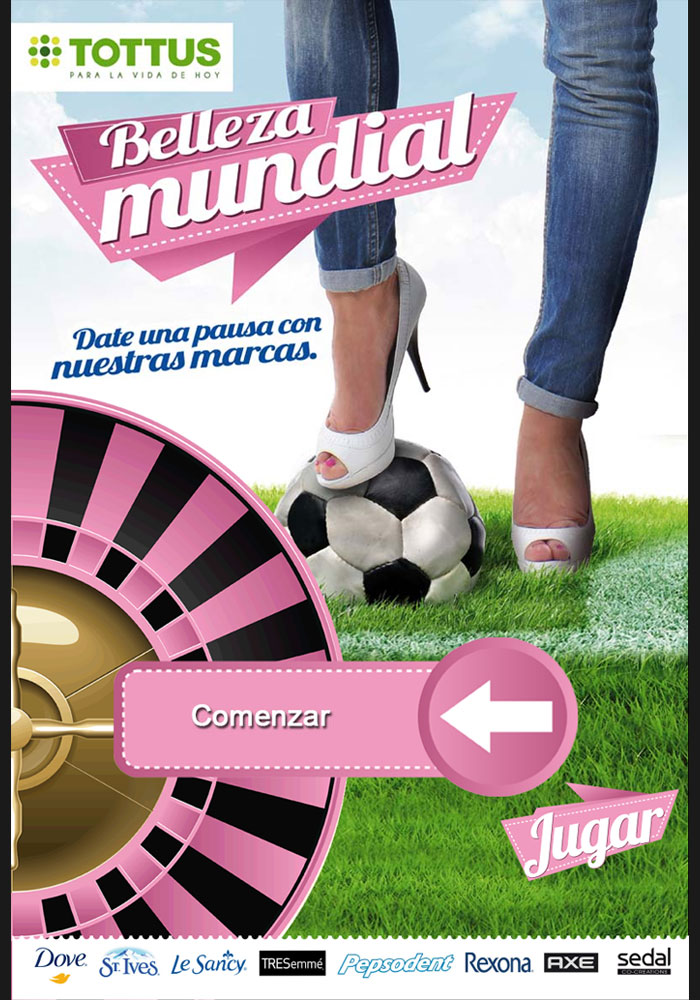 TOTTUS
PARA LA VIDA DE HOY
Belleza
mundial
Date una pausa con
nuestras marcas.
Comenzar
Jugar
Dove St. Ives Le Sancy TRESemmé Pepsodent Rexona AXE sedal
CO-CREATIONS